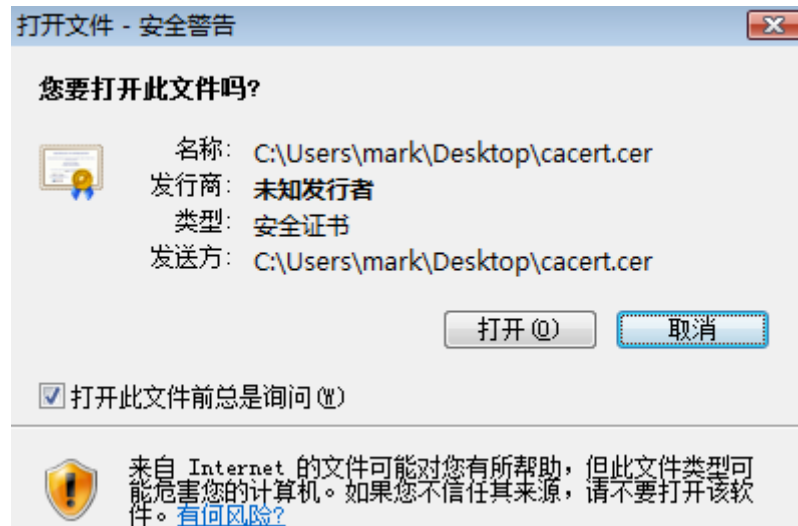 打开文件 - 安全警告
您要打开此文件吗?
名称: C:\Users\mark\Desktop\cacert.cer
发行商: 未知发行者
类型: 安全证书
发送方: C:\Users\mark\Desktop\cacert.cer
打开(O) 取消
打开此文件前总是询问(W)
来自 Internet 的文件可能对您有所帮助，但此文件类型可
能危害您的计算机。如果您不信任其来源，请不要打开该软
件。有何风险?